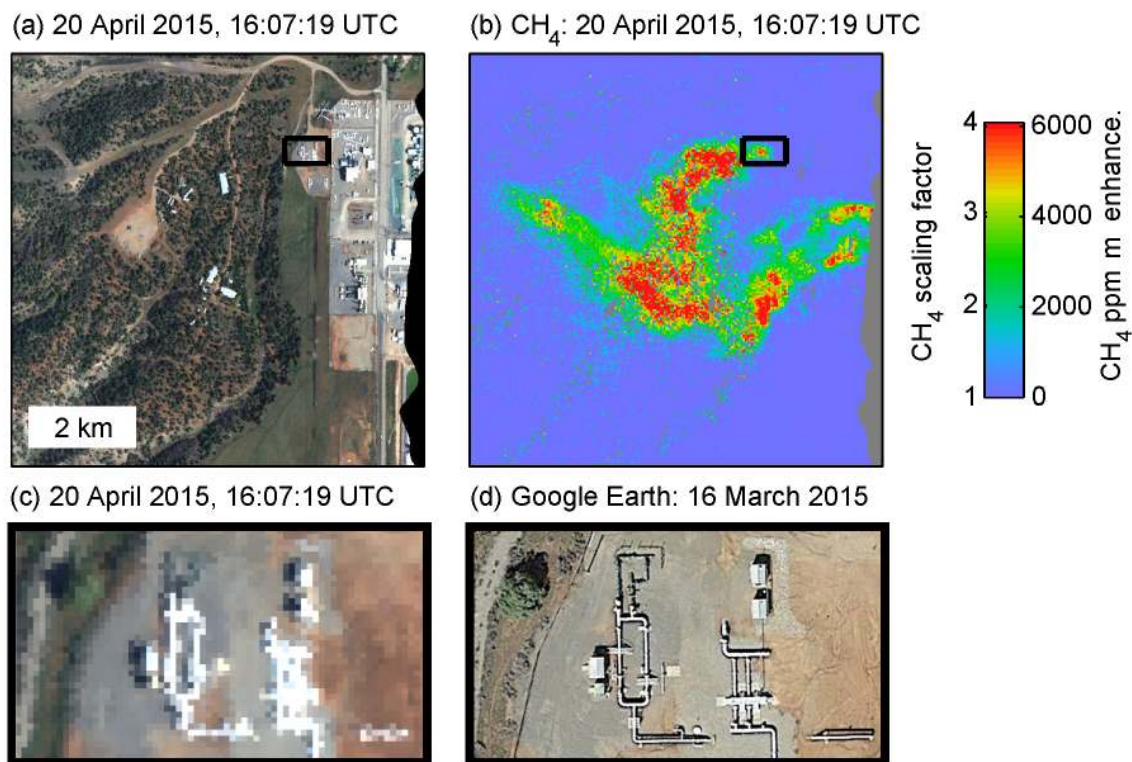 (a) 20 April 2015, 16:07:19 UTC
(b) CH4: 20 April 2015, 16:07:19 UTC
2 km
4
3
2
1
CH4 scaling factor
6000
4000
2000
0
CH4 ppm m enhance.
(c) 20 April 2015, 16:07:19 UTC
(d) Google Earth: 16 March 2015